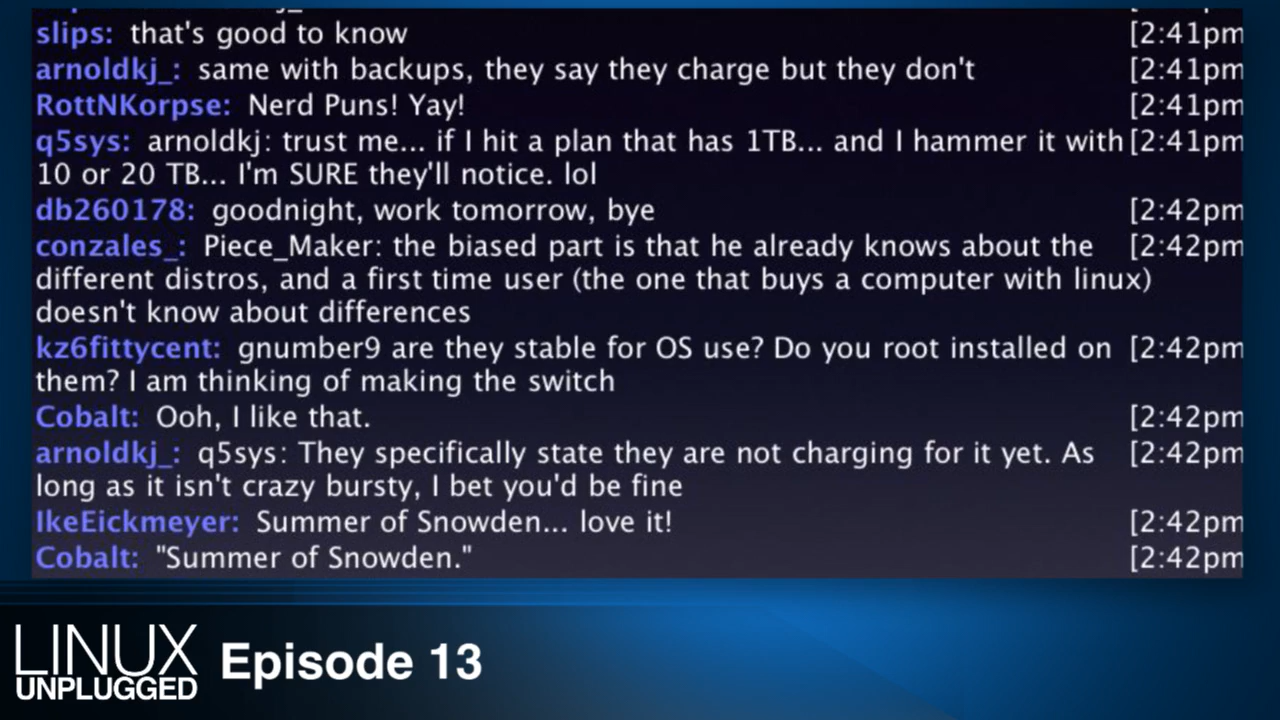 slips: that's good to know [2:41pm
arnoldkj_: same with backups, they say they charge but they don't [2:41pm
RottNKorpse: Nerd Puns! Yay! [2:41pm
q5sys: arnoldkj: trust me... if I hit a plan that has 1TB... and I hammer it with [2:41pm
10 or 20 TB... I'm SURE they'll notice. lol
db260178: goodnight, work tomorrow, bye [2:42pm
conzales_: Piece_Maker: the biased part is that he already knows about the [2:42pm
different distros, and a first time user (the one that buys a computer with linux)
doesn't know about differences
kz6fittycent: gnumber9 are they stable for OS use? Do you root installed on [2:42pm
them? I am thinking of making the switch
Cobalt: Ooh, I like that. [2:42pm
arnoldkj_: q5sys: They specifically state they are not charging for it yet. As [2:42pm
long as it isn't crazy bursty, I bet you'd be fine
IkeEickmeyer: Summer of Snowden... love it! [2:42pm
Cobalt: "Summer of Snowden." [2:42pm
LINUX
UNPLUGGED
Episode 13